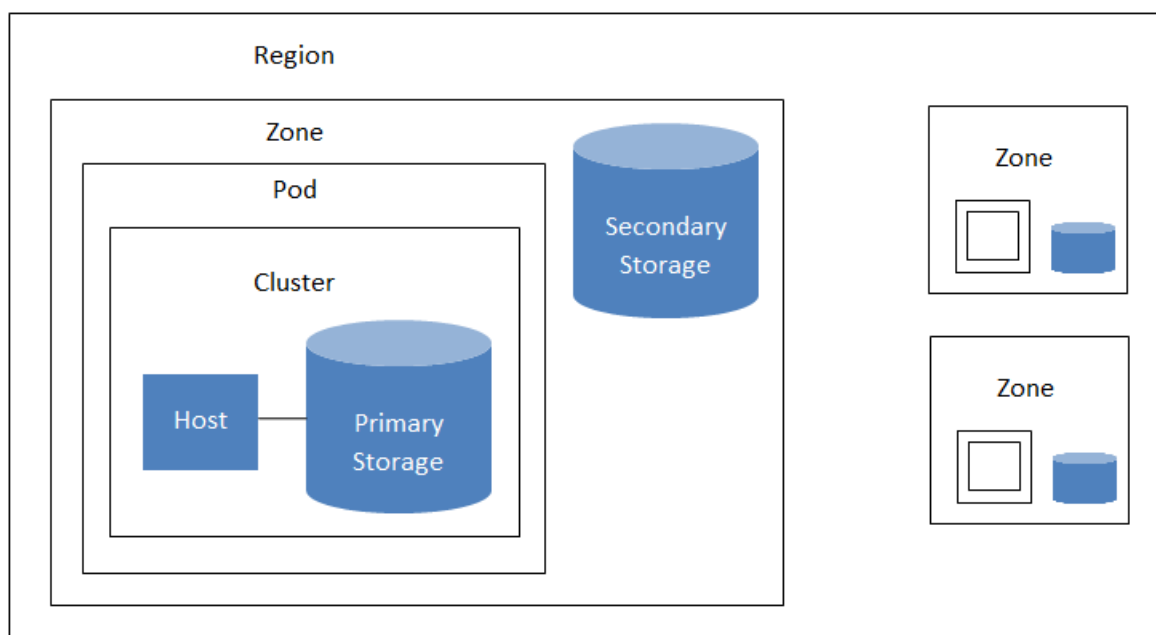 Region
Zone
Pod
Cluster
Host
Primary
Storage
Secondary
Storage
Zone
Zone